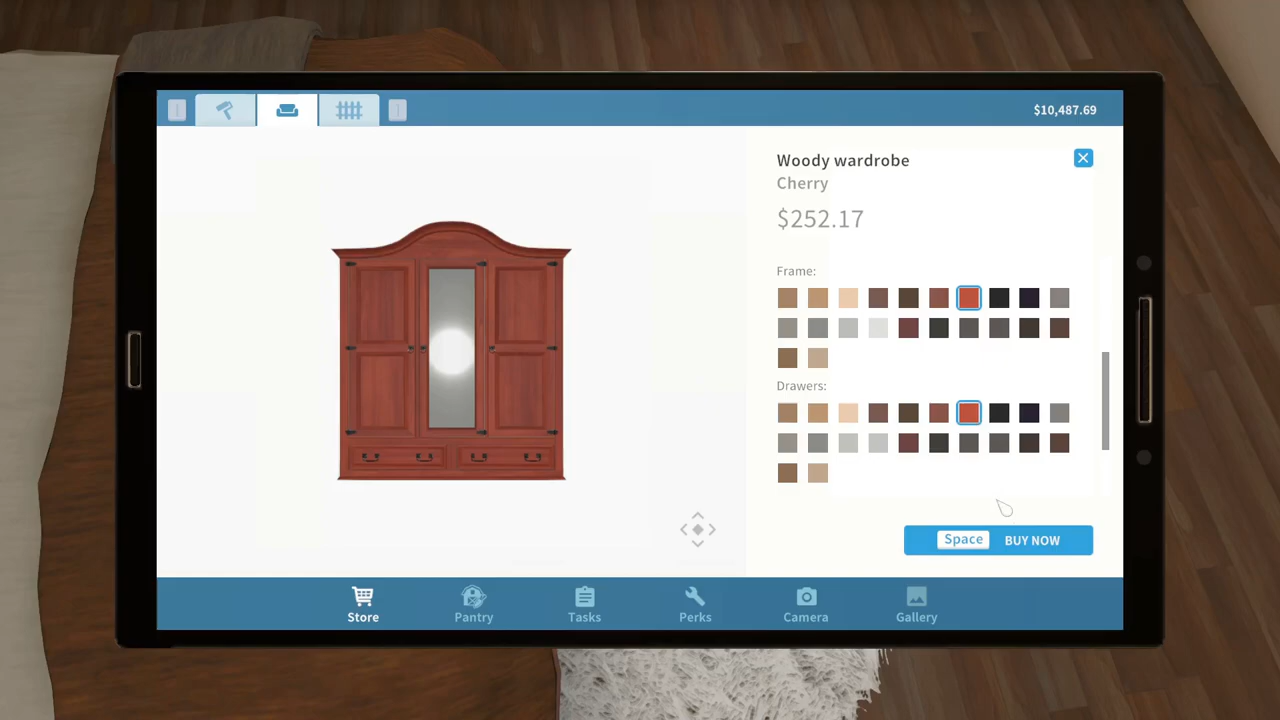 $10,487.69
Woody wardrobe
Cherry
$252.17
Frame:
Drawers:
Space BUY NOW
Store Pantry Tasks Perks Camera Gallery